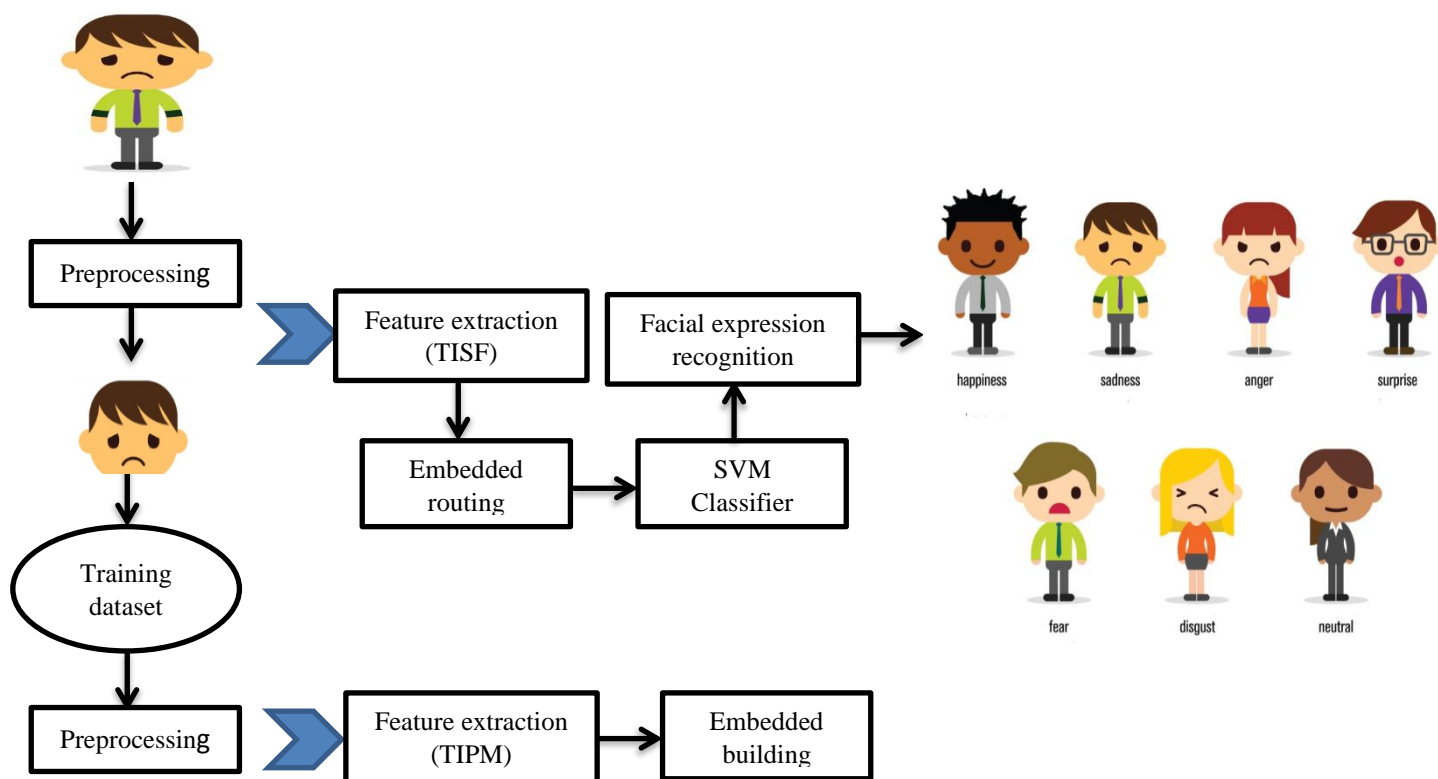 Preprocessing
Feature extraction
(TISF)
Facial expression
recognition
happiness
sadness
anger
surprise
Embedded
routing
SVM
Classifier
Training
dataset
fear
disgust
neutral
Preprocessing
Feature extraction
(TIPM)
Embedded
building